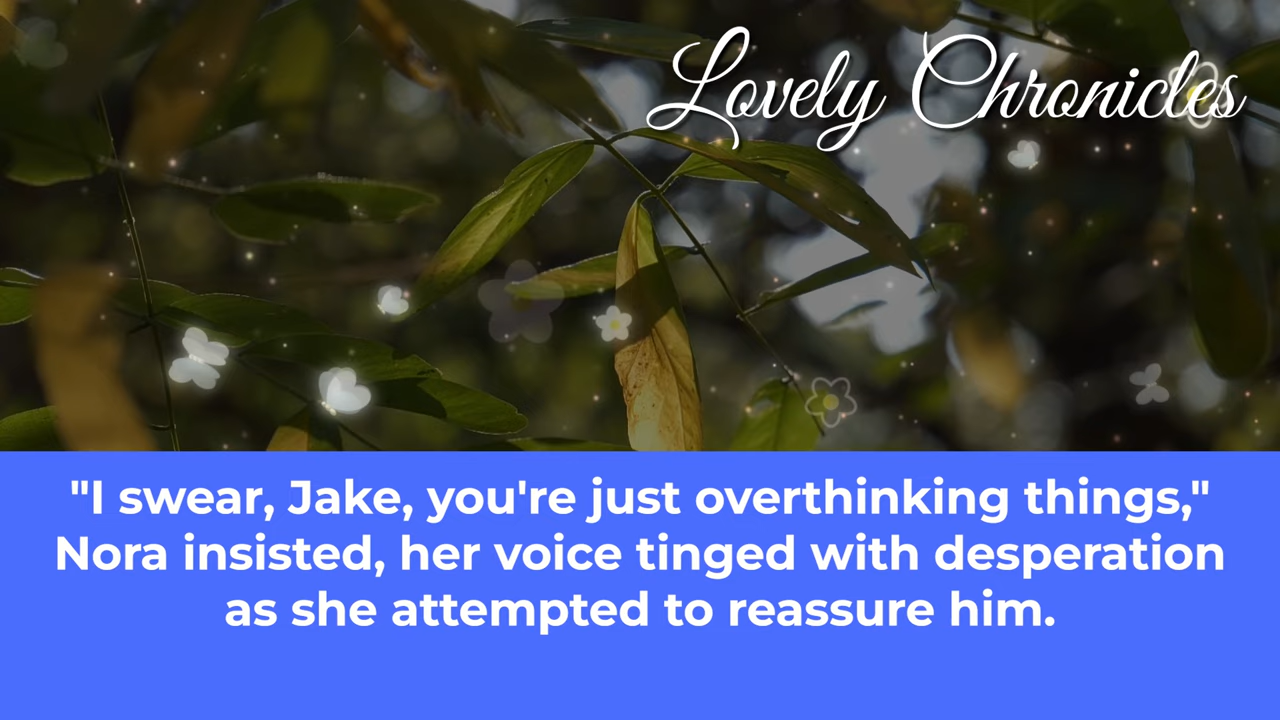 Lovely Chronicles
"I swear, Jake, you're just overthinking things,"
Nora insisted, her voice tinged with desperation
as she attempted to reassure him.